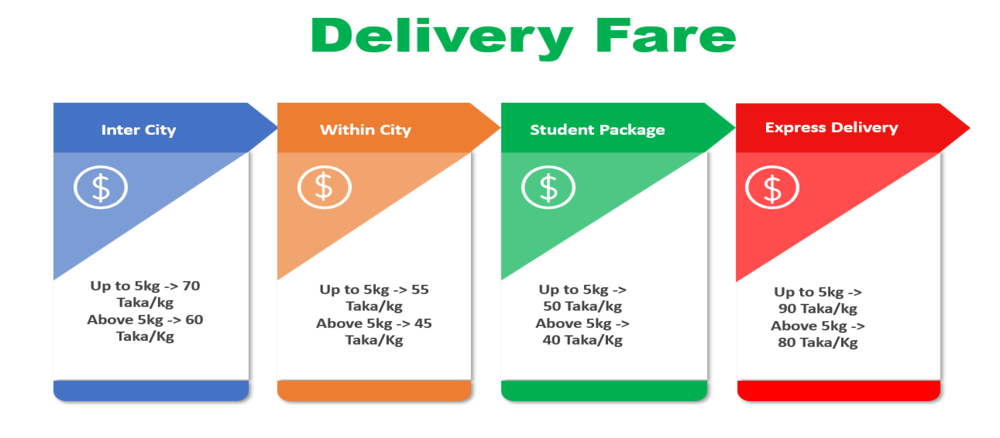 Delivery Fare
Inter City
Within City
Student Package
Express Delivery
$
$
$
$
Up to 5kg -> 70
Taka/kg
Above 5kg -> 60
Taka/Kg
Up to 5kg -> 55
Taka/kg
Above 5kg -> 45
Taka/Kg
Up to 5kg ->
50 Taka/kg
Above 5kg ->
40 Taka/Kg
Up to 5kg ->
90 Taka/kg
Above 5kg ->
80 Taka/Kg